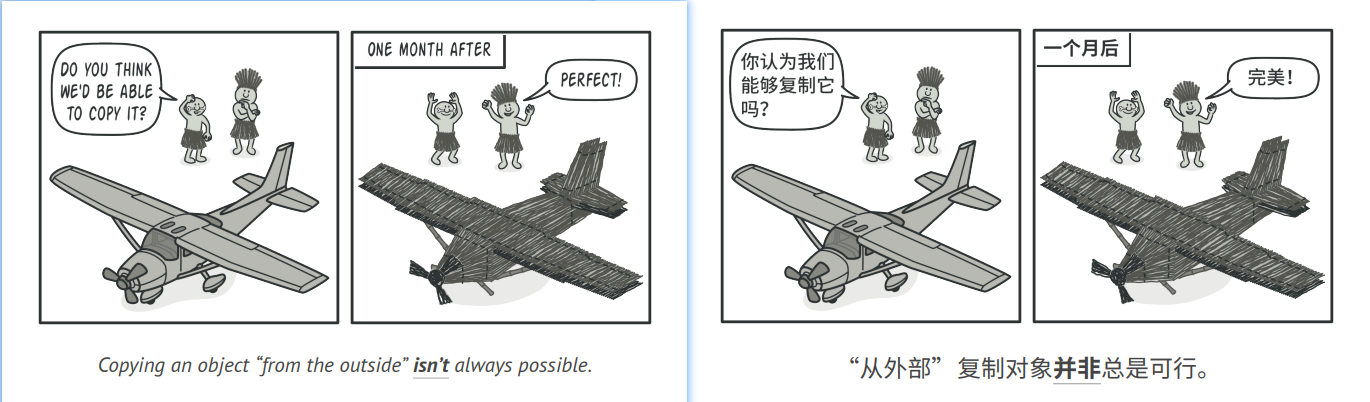 DO YOU THINK
WE'D BE ABLE
TO COPY IT?
ONE MONTH AFTER
PERFECT!
Copying an object “from the outside” isn’t always possible.
你认为我们
能够复制它
吗？
一个月后
完美！
“从外部”复制对象并非总是可行。